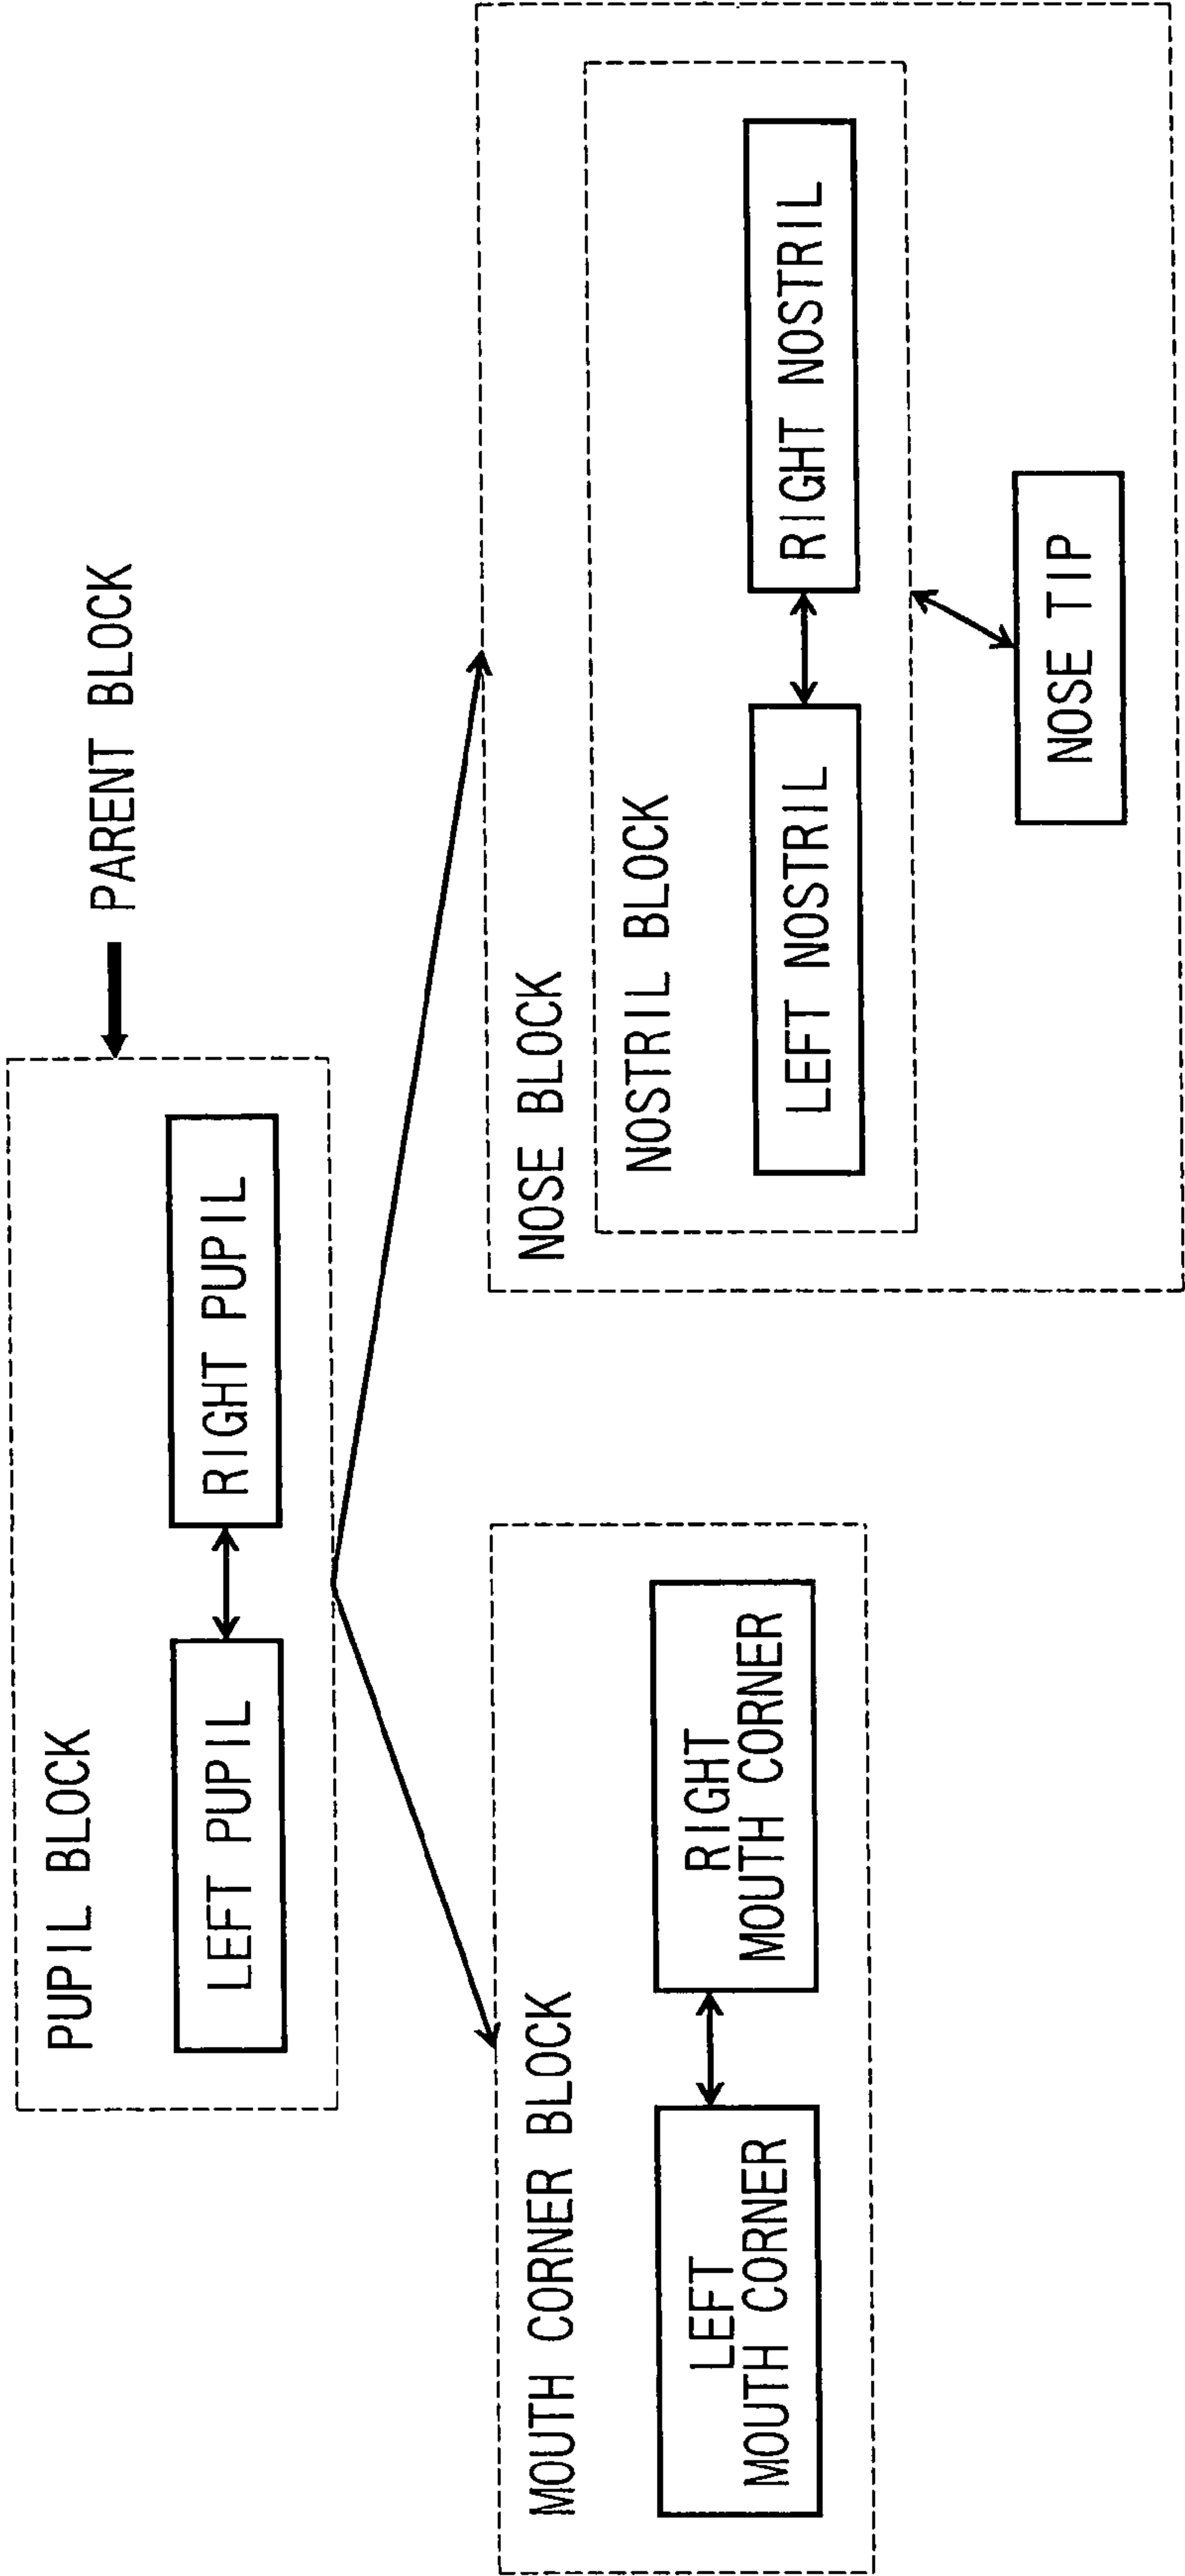 PUPIL BLOCK
PARENT BLOCK
LEFT PUPIL
RIGHT PUPIL
MOUTH CORNER BLOCK
LEFT
MOUTH CORNER
RIGHT
MOUTH CORNER
NOSE BLOCK
NOSTRIL BLOCK
LEFT NOSTRIL
RIGHT NOSTRIL
NOSE TIP